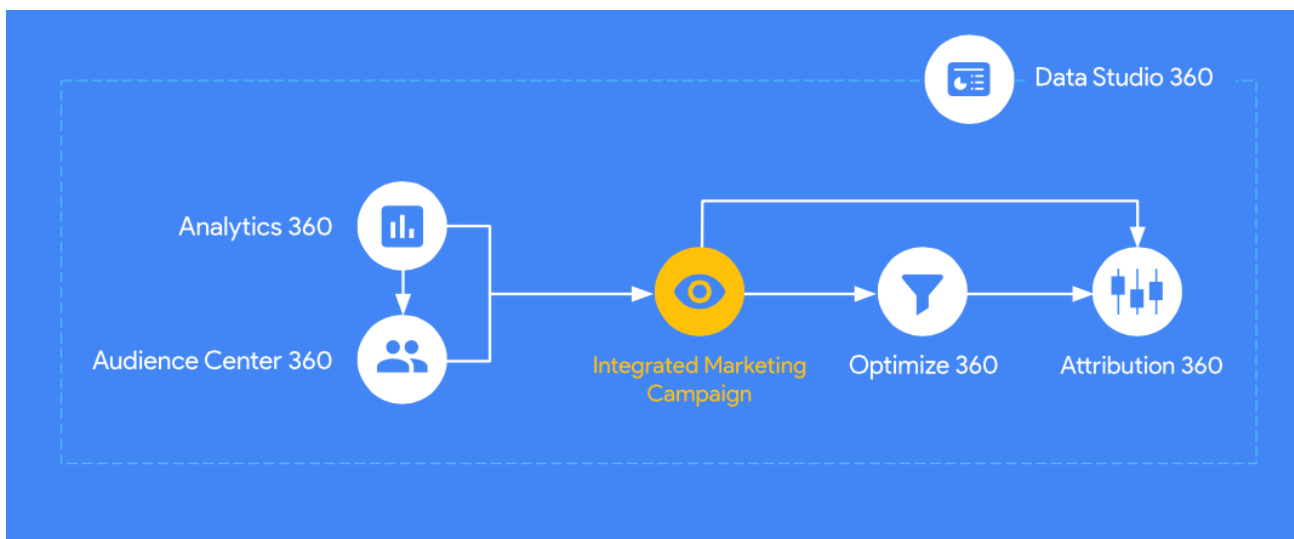 Data Studio 360
Analytics 360
Audience Center 360
Integrated Marketing
Campaign
Optimize 360
Attribution 360